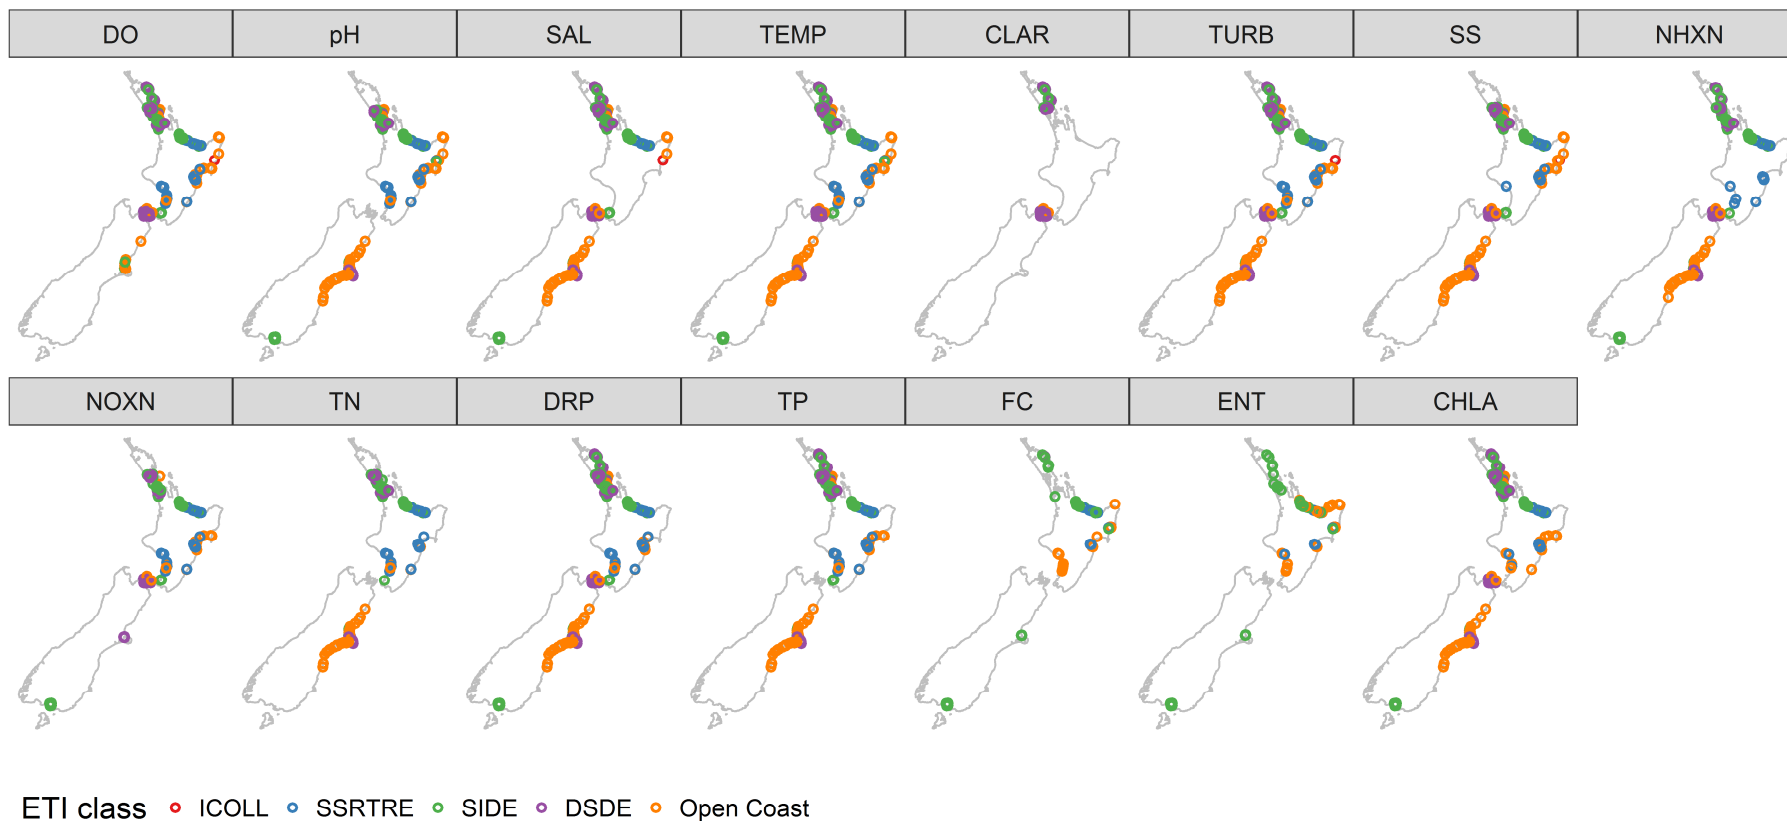 DO pH SAL TEMP CLAR TURB SS NHXN
NOXN TN DRP TP FC ENT CHLA
ETI class ICOLL SSRTRE SIDE DSDE Open Coast